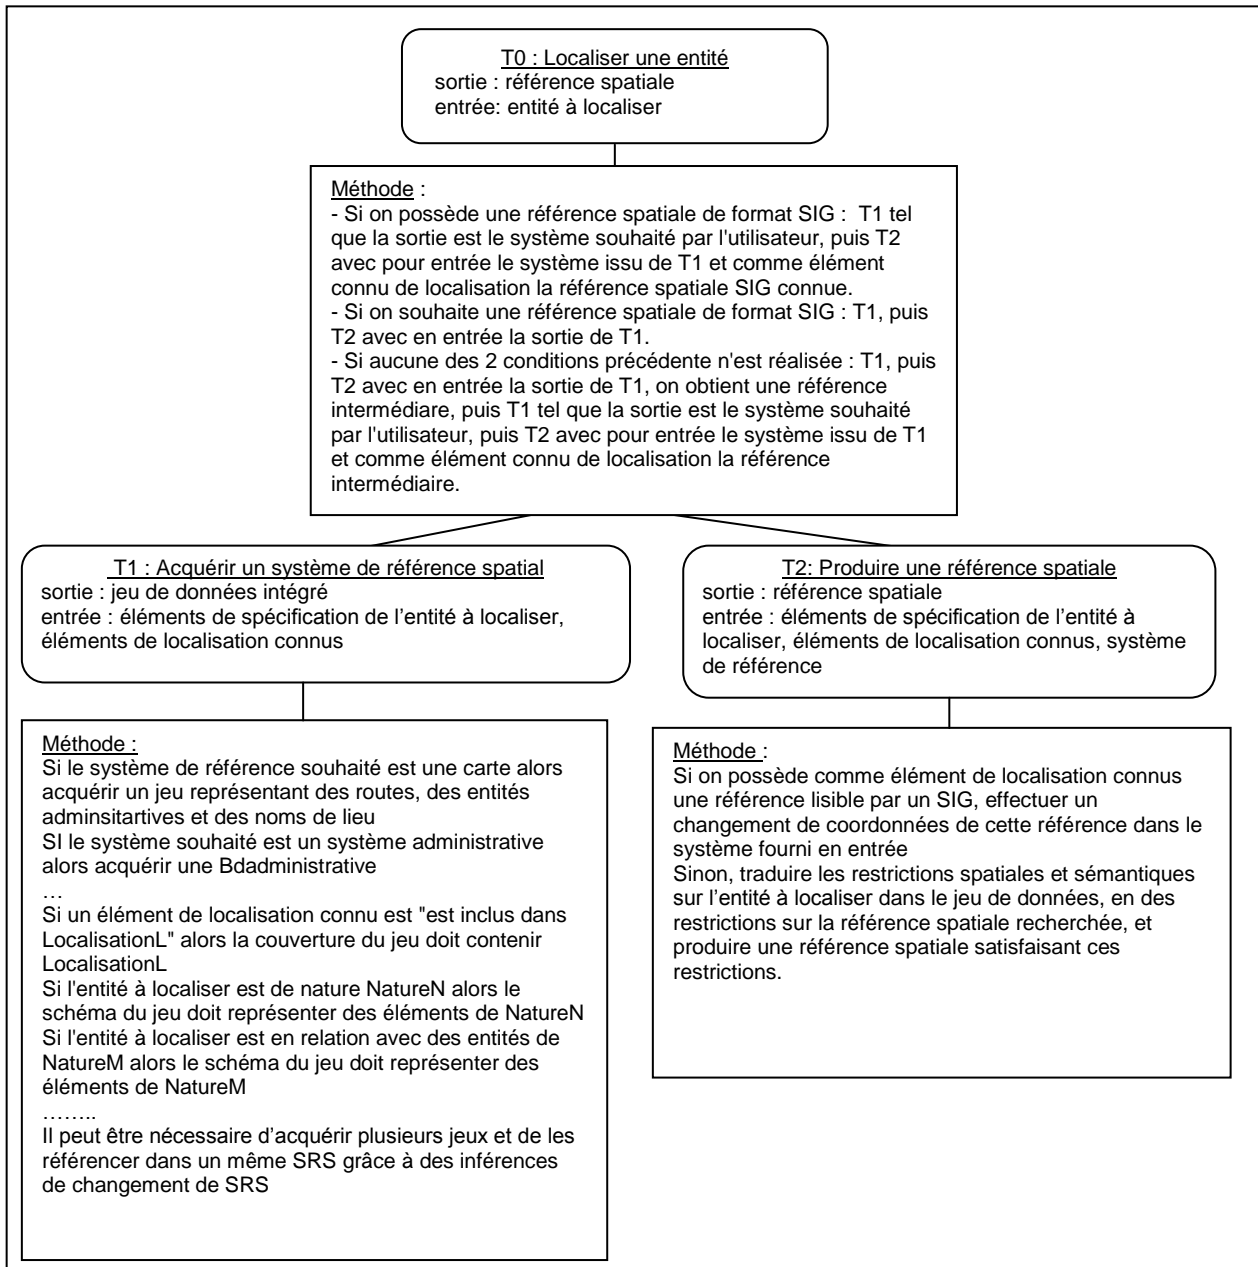 T0 : Localiser une entité
sortie : référence spatiale
entrée: entité à localiser
Méthode :
- Si on possède une référence spatiale de format SIG :  T1 tel
que la sortie est le système souhaité par l'utilisateur, puis T2
avec pour entrée le système issu de T1 et comme élément
connu de localisation la référence spatiale SIG connue.
- Si on souhaite une référence spatiale de format SIG : T1, puis
T2 avec en entrée la sortie de T1.
- Si aucune des 2 conditions précédente n'est réalisée : T1, puis
T2 avec en entrée la sortie de T1, on obtient une référence
intermédiare, puis T1 tel que la sortie est le système souhaité
par l'utilisateur, puis T2 avec pour entrée le système issu de T1
et comme élément connu de localisation la référence
intermédiaire.
T1 : Acquérir un système de référence spatial
sortie : jeu de données intégré
entrée : éléments de spécification de l’entité à localiser,
éléments de localisation connus
Méthode :
Si le système de référence souhaité est une carte alors
acquérir un jeu représentant des routes, des entités
adminsitartives et des noms de lieu
SI le système souhaité est un système administrative
alors acquérir une Bdadministrative
…
Si un élément de localisation connu est "est inclus dans
LocalisationL" alors la couverture du jeu doit contenir
LocalisationL
Si l'entité à localiser est de nature NatureN alors le
schéma du jeu doit représenter des éléments de NatureN
Si l'entité à localiser est en relation avec des entités de
NatureM alors le schéma du jeu doit représenter des
éléments de NatureM
……..
Il peut être nécessaire d’acquérir plusieurs jeux et de les
référencer dans un même SRS grâce à des inférences
de changement de SRS
T2: Produire une référence spatiale
sortie : référence spatiale
entrée : éléments de spécification de l’entité à
localiser, éléments de localisation connus, système
de référence
Méthode :
Si on possède comme élément de localisation connus
une référence lisible par un SIG, effectuer un
changement de coordonnées de cette référence dans le
système fourni en entrée
Sinon, traduire les restrictions spatiales et sémantiques
sur l’entité à localiser dans le jeu de données, en des
restrictions sur la référence spatiale recherchée, et
produire une référence spatiale satisfaisant ces
restrictions.